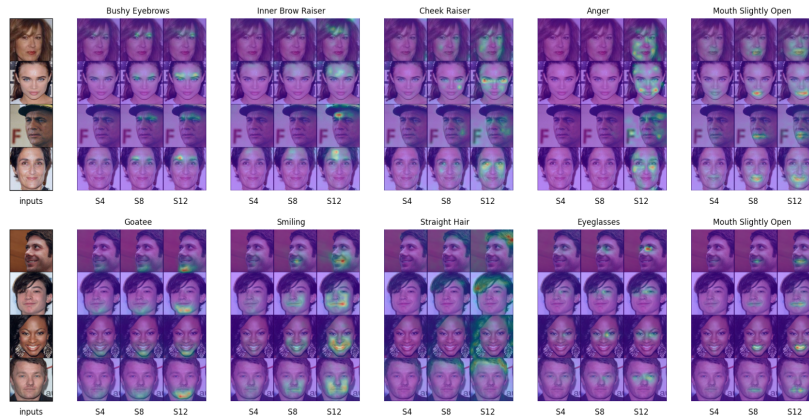 Bushy Eyebrows Inner Brow Raiser Cheek Raiser Anger Mouth Slightly Open
E
F
inputs S4 S8 S12 S4 S8 S12 S4 S8 S12 S4 S8 S12 S4 S8 S12
Goatee Smiling Straight Hair Eyeglasses Mouth Slightly Open
inputs S4 S8 S12 S4 S8 S12 S4 S8 S12 S4 S8 S12 S4 S8 S12